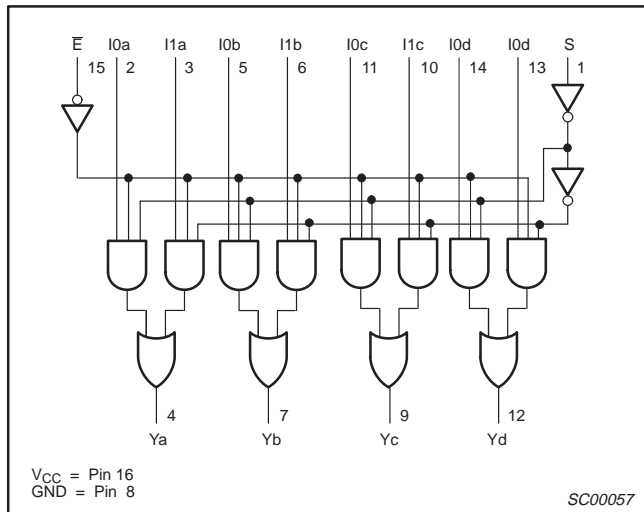 E̅ I0a I1a I0b I1b I0c I1c I0d I0d S
15 2 3 5 6 11 10 14 13 1
4 7 9 12
Ya Yb Yc Yd
VCC = Pin 16
GND = Pin 8
SC00057